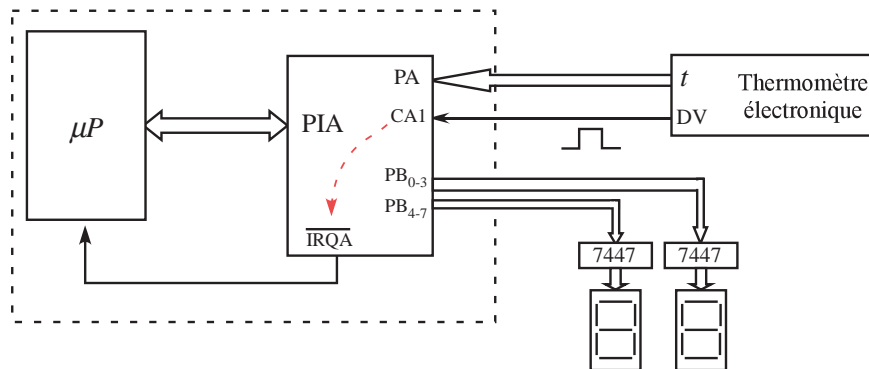 μP
PIA
PA
CA1
PB0-3
PB4-7
IRQA
t
DV
Thermomètre
électronique
7447
7447